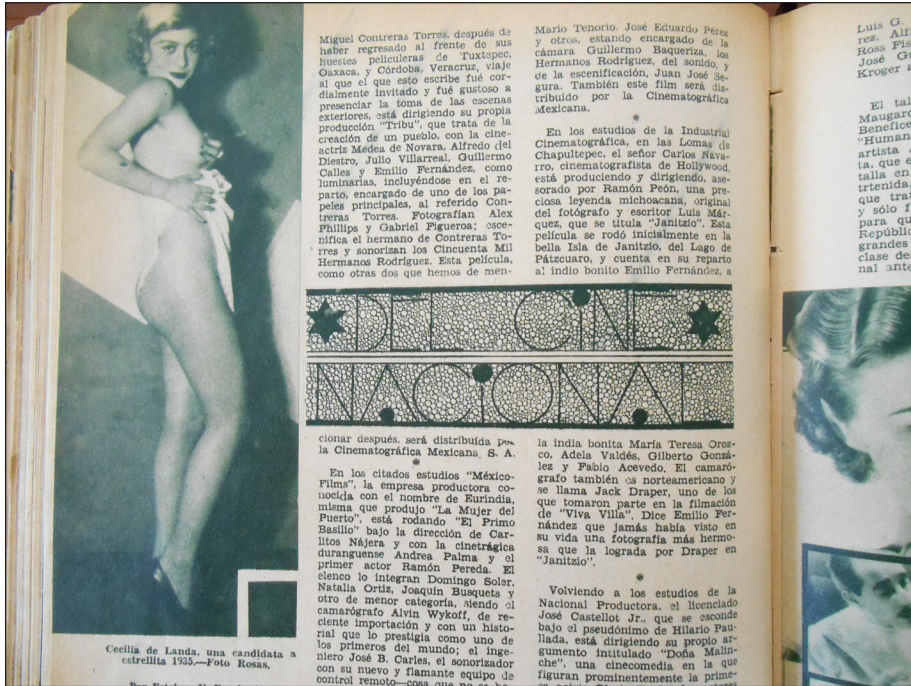 Miguel Contreras Torres, después de
haber regresado al frente de sus
huestes peliculeras de Tuxtepec,
Oaxaca, y Córdoba, Veracruz, viaje
al que el que esto escribe fué cor-
dialmente invitado y fué gustoso a
presenciar la toma de las escenas
exteriores, está dirigiendo su propia
producción "Tribu", que trata de la
creación de un pueblo, con la cine-
actriz Medea de Novara, Alfredo del
Diestro, Julio Villarreal, Guillermo
Calles y Emilio Fernández, como
luminarias, incluyéndose en el re-
parto, encargado de uno de los pa-
peles principales, al referido Con-
treras Torres. Fotografían Alex
Phillips y Gabriel Figueroa; esce-
nifica el hermano de Contreras To-
rres y sonorizan los Cincuenta Mil
Hermanos Rodríguez. Esta película,
como otras dos que hemos de men-
Mario Tenorio, José Eduardo Pérez
y otros, estando encargado de la
cámara Guillermo Baqueriza, los
Hermanos Rodríguez, del sonido, y
de la escenificación, Juan José Se-
gura. También este film será dis-
tribuído por la Cinematográfica
Mexicana.
*
En los estudios de la Industrial
Cinematográfica, en las Lomas de
Chapultepec, el señor Carlos Nava-
rro, cinematografista de Hollywood,
está produciendo y dirigiendo, ase-
sorado por Ramón Peón, una pre-
ciosa leyenda michoacana, original
del fotógrafo y escritor Luis Már-
quez, que se titula "Janitzio". Esta
película se rodó inicialmente en la
bella Isla de Janitzio, del Lago de
Pátzcuaro, y cuenta en su reparto
al indio bonito Emilio Fernández, a
DEL CINE
NACIONAL
cionar después, será distribuída por
la Cinematográfica Mexicana, S. A.
*
En los citados estudios "México-
Films", la empresa productora co-
nocida con el nombre de Eurindia,
misma que produjo "La Mujer del
Puerto", está rodando "El Primo
Basilio" bajo la dirección de Car-
litos Nájera y con la cinetrágica
duranguense Andrea Palma y el
primer actor Ramón Pereda. El
elenco lo integran Domingo Soler,
Natalia Ortiz, Joaquín Busquets y
otro de menor categoría, siendo el
camarógrafo Alvin Wykoff, de re-
ciente importación y con un histo-
rial que lo prestigia como uno de
los primeros del mundo; el inge-
niero José B. Carles, el sonorizador
con su nuevo y flamante equipo de
control remoto—cosa que no se
la india bonita María Teresa Oroz-
co, Adela Valdés, Gilberto Gonzá-
lez y Fabio Acevedo. El camaró-
grafo también es norteamericano y
se llama Jack Draper, uno de los
que tomaron parte en la filmación
de "Viva Villa". Dice Emilio Fer-
nández que jamás había visto en
su vida una fotografía más hermo-
sa que la lograda por Draper en
"Janitzio".
*
Volviendo a los estudios de la
Nacional Productora, el licenciado
José Castellot Jr., que se esconde
bajo el pseudónimo de Hilario Pau-
llada, está dirigiendo su propio ar-
gumento intitulado "Doña Malin-
che", una cinecomedia en la que
figuran prominentemente la prime-
Cecilia de Landa, una candidata a
estrellita 1935.—Foto Rosas.
Luis G.
rez, Alf
Ross Fis
José Gu
Kroger a
El tal
Maugard
Benefice
"Human
artista
ta, que e
talla en
trtenida,
que trat
y sólo f
para qu
Repúblic
grandes
clase de
nal ante